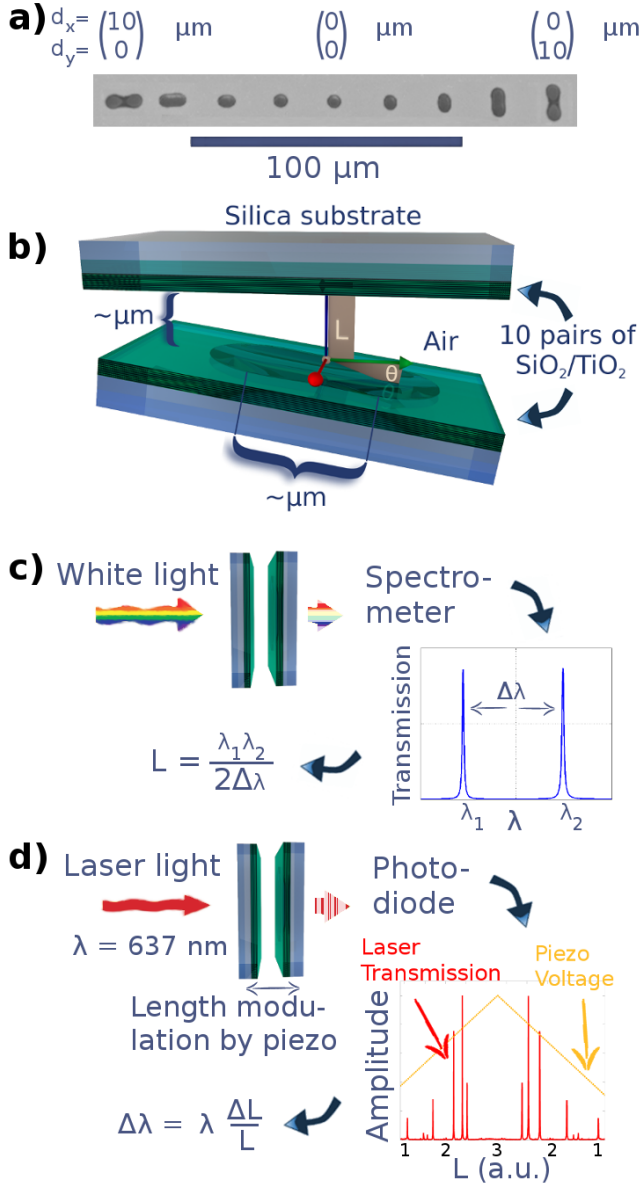 a)
dx= (10) μm (0) μm (0) μm
dy= (0) (0) (10)
100 μm
Silica substrate
b)
~μm
L
Air
θ
10 pairs of
SiO₂/TiO₂
~μm
c)
White light
Spectro-
meter
Transmission
Δλ
λ₁ λ λ₂
L = λ₁λ₂ / 2Δλ
d)
Laser light
Photo-
diode
λ = 637 nm
Length modu-
lation by piezo
Laser
Transmission
Piezo
Voltage
Amplitude
1 2 3 2 1
L (a.u.)
Δλ = λ ΔL / L